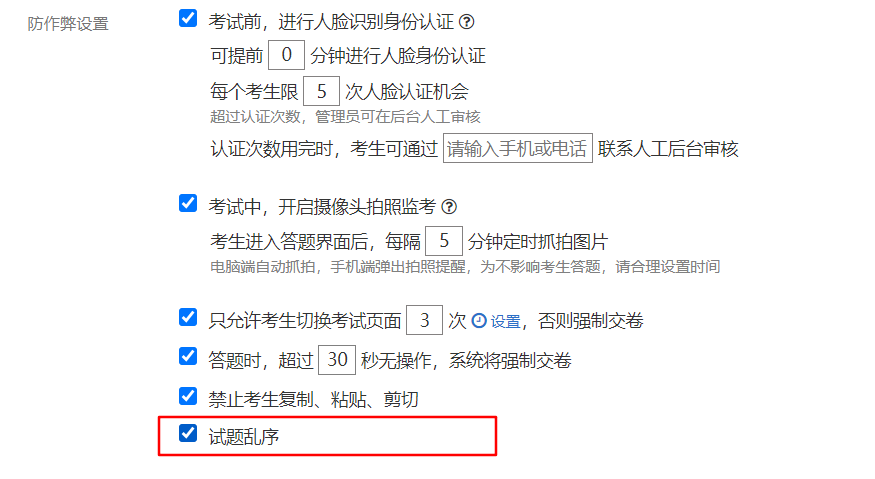 防作弊设置
考试前，进行人脸识别身份认证
可提前 0 分钟进行人脸身份认证
每个考生限 5 次人脸认证机会
超过认证次数，管理员可在后台人工审核
认证次数用完时，考生可通过 请输入手机或电话 联系人工后台审核
考试中，开启摄像头拍照监考
考生进入答题界面后，每隔 5 分钟定时抓拍图片
电脑端自动抓拍，手机端弹出拍照提醒，为不影响考生答题，请合理设置时间
只允许考生切换考试页面 3 次 设置，否则强制交卷
答题时，超过 30 秒无操作，系统将强制交卷
禁止考生复制、粘贴、剪切
试题乱序